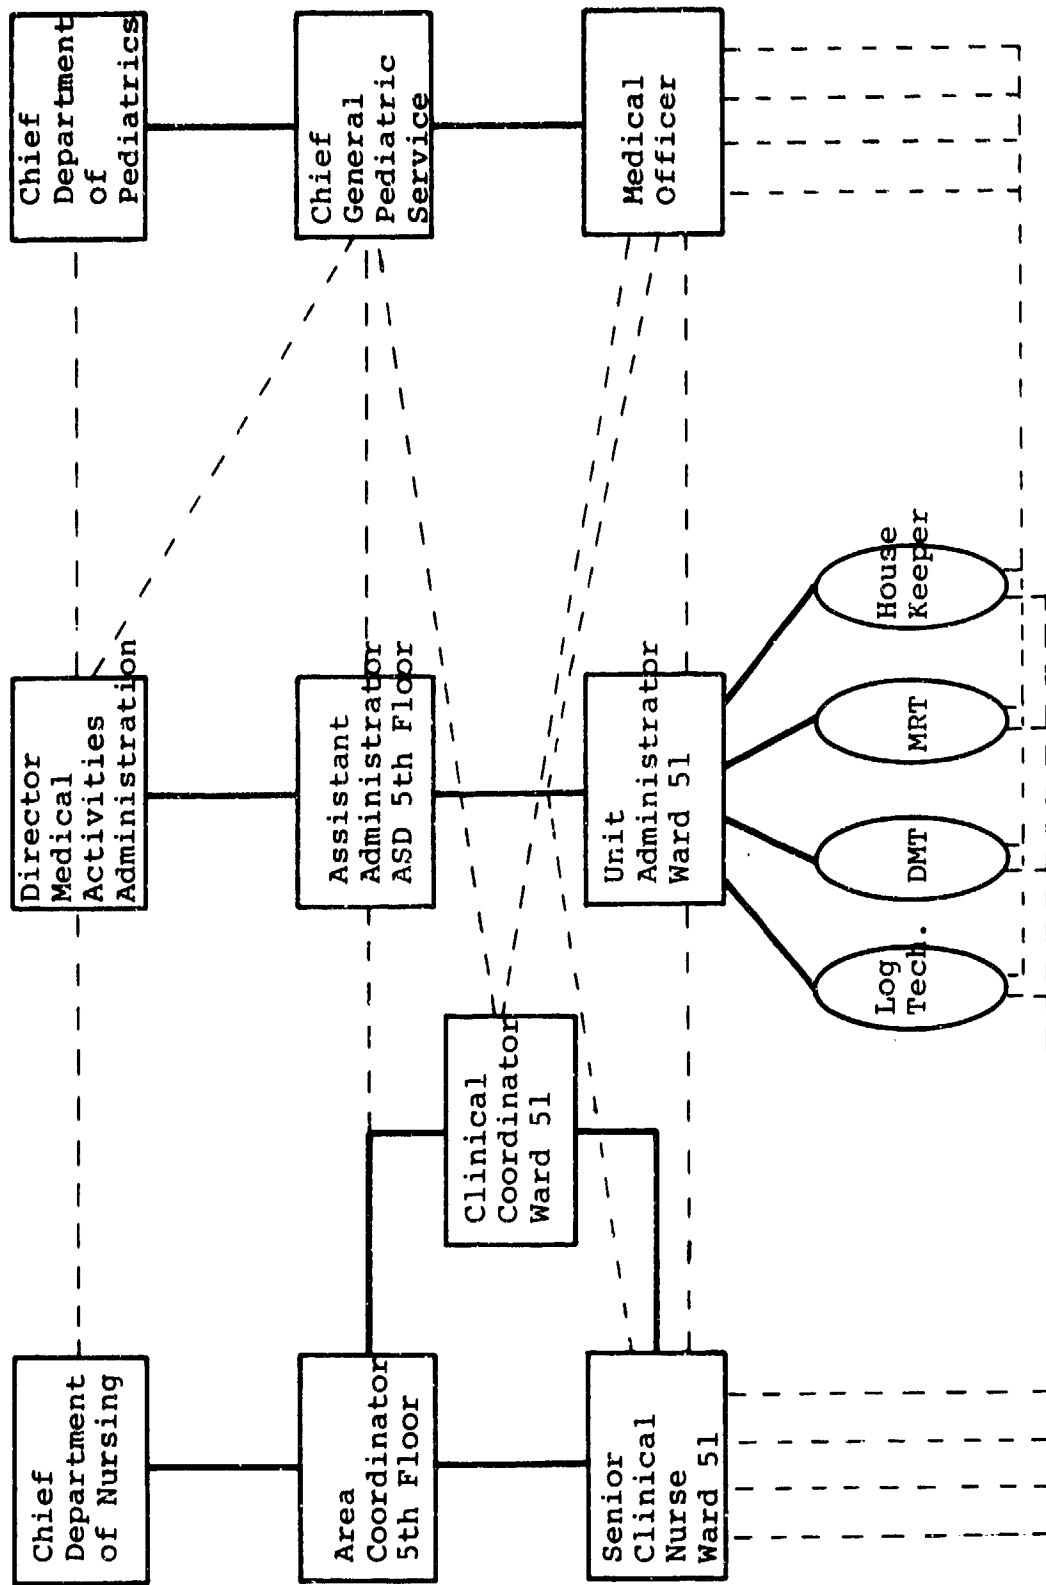 Chief
Department
of Nursing
Director
Medical
Activities
Administration
Chief
Department
of
Pediatrics
Area
Coordinator
5th Floor
Assistant
Administrator
ASD 5th Floor
Chief
General
Pediatric
Service
Clinical
Coordinator
Ward 51
Senior
Clinical
Nurse
Ward 51
Unit
Administrator
Ward 51
Medical
Officer
Log
Tech.
DMT
MRT
House
Keeper